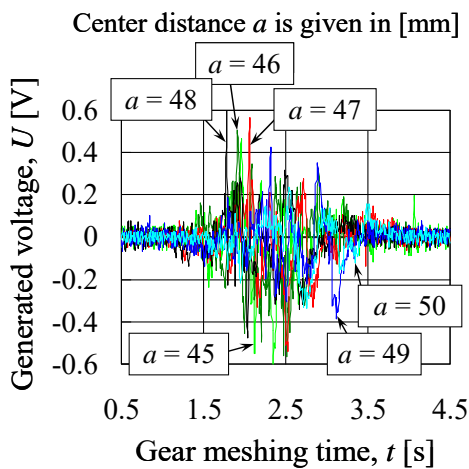 Center distance a is given in [mm]
a = 46
a = 48
a = 47
Generated voltage, U [V]
0.6
0.4
0.2
0
-0.2
-0.4
-0.6
a = 50
a = 45
a = 49
0.5 1.5 2.5 3.5 4.5
Gear meshing time, t [s]